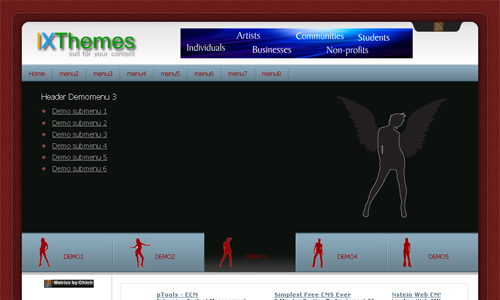 IXThemes
suit for your content
Individuals Artists Businesses Communities Non-profits Students
Home menu2 menu3 menu4 menu5 menu6 menu7 menu8
Header Demomenu 3
Demo submenu 1
Demo submenu 2
Demo submenu 3
Demo submenu 4
Demo submenu 5
Demo submenu 6
DEMO1 DEMO2 DEMO3 DEMO4 DEMO5
Metrics by Ohloh
pTools - ECM Simplest Free CMS Ever Nstein Web CM!